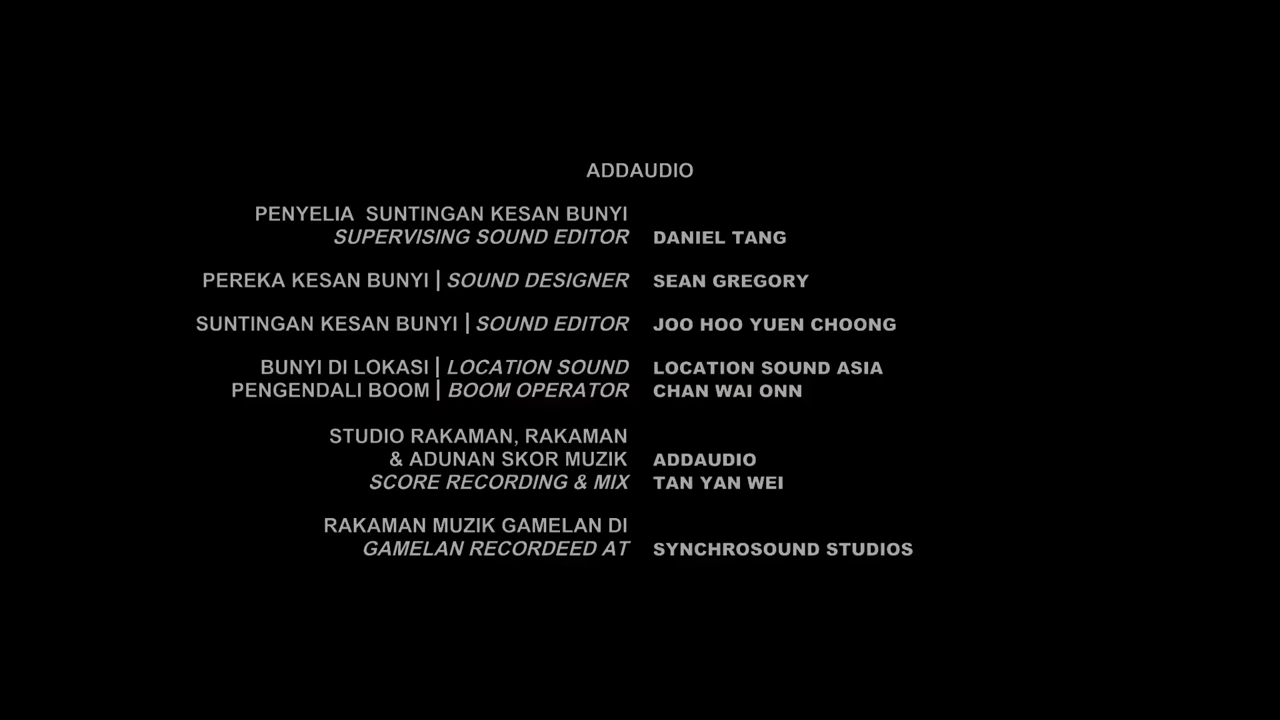 ADDAUDIO
PENYELIA  SUNTINGAN KESAN BUNYI
SUPERVISING SOUND EDITOR DANIEL TANG
PEREKA KESAN BUNYI | SOUND DESIGNER SEAN GREGORY
SUNTINGAN KESAN BUNYI | SOUND EDITOR JOO HOO YUEN CHOONG
BUNYI DI LOKASI | LOCATION SOUND LOCATION SOUND ASIA
PENGENDALI BOOM | BOOM OPERATOR CHAN WAI ONN
STUDIO RAKAMAN, RAKAMAN
& ADUNAN SKOR MUZIK ADDAUDIO
SCORE RECORDING & MIX TAN YAN WEI
RAKAMAN MUZIK GAMELAN DI
GAMELAN RECORDEED AT SYNCHROSOUND STUDIOS